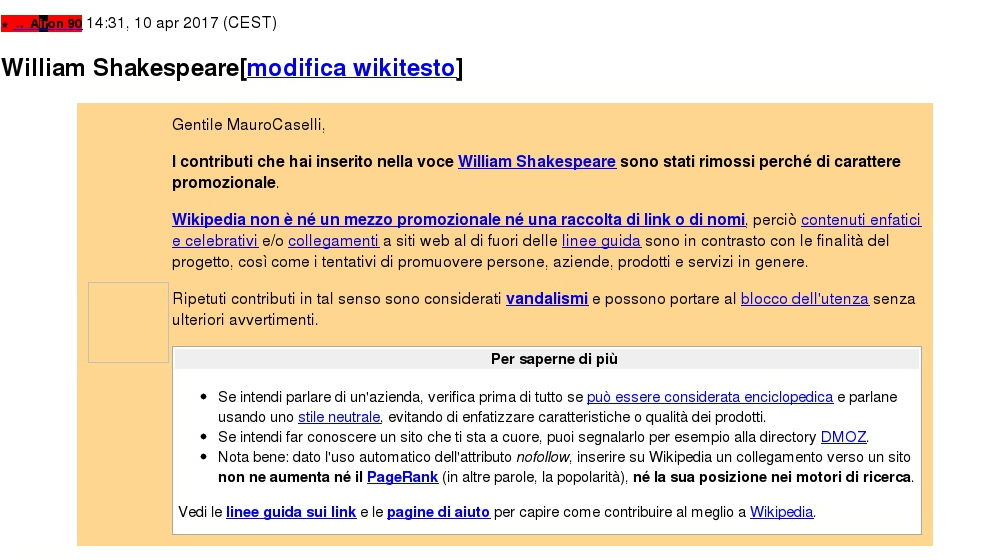 ★ → ATon 90 14:31, 10 apr 2017 (CEST)
William Shakespeare[modifica wikitesto]
Gentile MauroCaselli,
I contributi che hai inserito nella voce William Shakespeare sono stati rimossi perché di carattere
promozionale.
Wikipedia non è né un mezzo promozionale né una raccolta di link o di nomi, perciò contenuti enfatici
e celebrativi e/o collegamenti a siti web al di fuori delle linee guida sono in contrasto con le finalità del
progetto, così come i tentativi di promuovere persone, aziende, prodotti e servizi in genere.
Ripetuti contributi in tal senso sono considerati vandalismi e possono portare al blocco dell'utenza senza
ulteriori avvertimenti.
Per saperne di più
• Se intendi parlare di un'azienda, verifica prima di tutto se può essere considerata enciclopedica e parlane
usando uno stile neutrale, evitando di enfatizzare caratteristiche o qualità dei prodotti.
• Se intendi far conoscere un sito che ti sta a cuore, puoi segnalarlo per esempio alla directory DMOZ.
• Nota bene: dato l'uso automatico dell'attributo nofollow, inserire su Wikipedia un collegamento verso un sito
non ne aumenta né il PageRank (in altre parole, la popolarità), né la sua posizione nei motori di ricerca.
Vedi le linee guida sui link e le pagine di aiuto per capire come contribuire al meglio a Wikipedia.